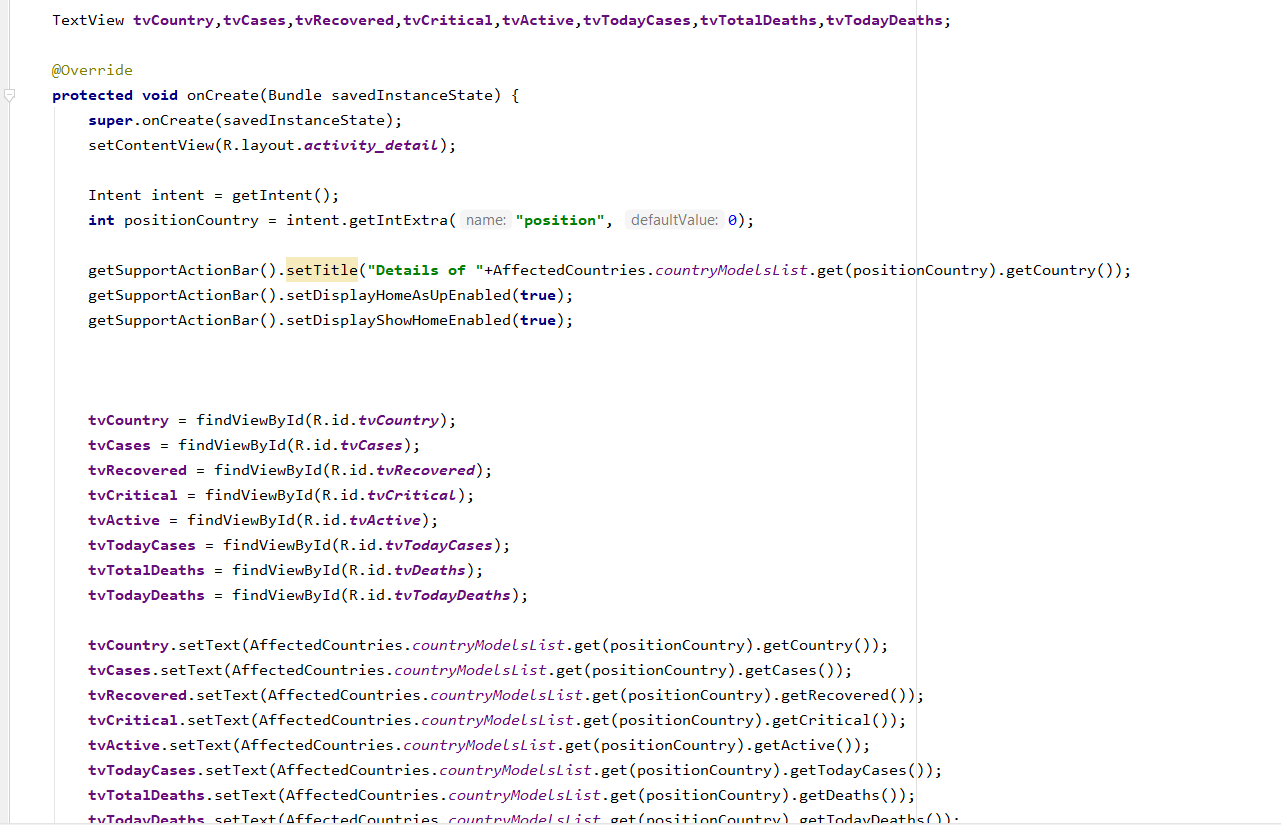 TextView tvCountry,tvCases,tvRecovered,tvCritical,tvActive,tvTodayCases,tvTotalDeaths,tvTodayDeaths;
@Override
protected void onCreate(Bundle savedInstanceState) {
super.onCreate(savedInstanceState);
setContentView(R.layout.activity_detail);
Intent intent = getIntent();
int positionCountry = intent.getIntExtra( name: "position", defaultValue: 0);
getSupportActionBar().setTitle("Details of "+AffectedCountries.countryModelsList.get(positionCountry).getCountry());
getSupportActionBar().setDisplayHomeAsUpEnabled(true);
getSupportActionBar().setDisplayShowHomeEnabled(true);
tvCountry = findViewById(R.id.tvCountry);
tvCases = findViewById(R.id.tvCases);
tvRecovered = findViewById(R.id.tvRecovered);
tvCritical = findViewById(R.id.tvCritical);
tvActive = findViewById(R.id.tvActive);
tvTodayCases = findViewById(R.id.tvTodayCases);
tvTotalDeaths = findViewById(R.id.tvDeaths);
tvTodayDeaths = findViewById(R.id.tvTodayDeaths);
tvCountry.setText(AffectedCountries.countryModelsList.get(positionCountry).getCountry());
tvCases.setText(AffectedCountries.countryModelsList.get(positionCountry).getCases());
tvRecovered.setText(AffectedCountries.countryModelsList.get(positionCountry).getRecovered());
tvCritical.setText(AffectedCountries.countryModelsList.get(positionCountry).getCritical());
tvActive.setText(AffectedCountries.countryModelsList.get(positionCountry).getActive());
tvTodayCases.setText(AffectedCountries.countryModelsList.get(positionCountry).getTodayCases());
tvTotalDeaths.setText(AffectedCountries.countryModelsList.get(positionCountry).getDeaths());
tvTodayDeaths.setText(AffectedCountries.countryModelsList.get(positionCountry).getTodayDeaths());